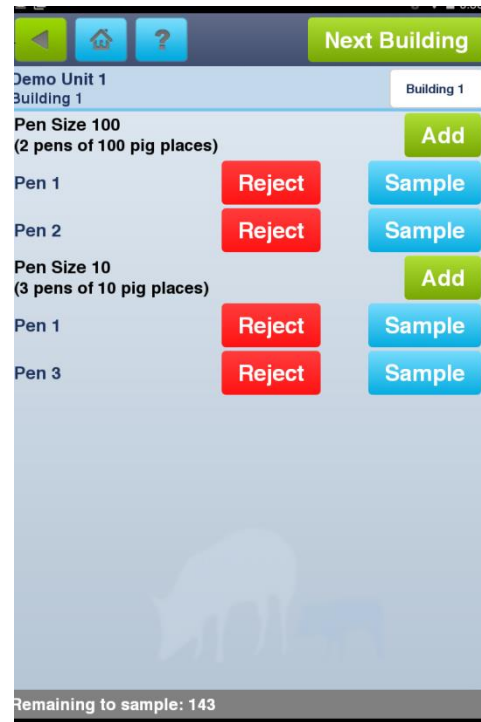 ?
Next Building
Demo Unit 1
Building 1
Building 1
Pen Size 100
(2 pens of 100 pig places)
Add
Pen 1
Reject
Sample
Pen 2
Reject
Sample
Pen Size 10
(3 pens of 10 pig places)
Add
Pen 1
Reject
Sample
Pen 3
Reject
Sample
Remaining to sample: 143